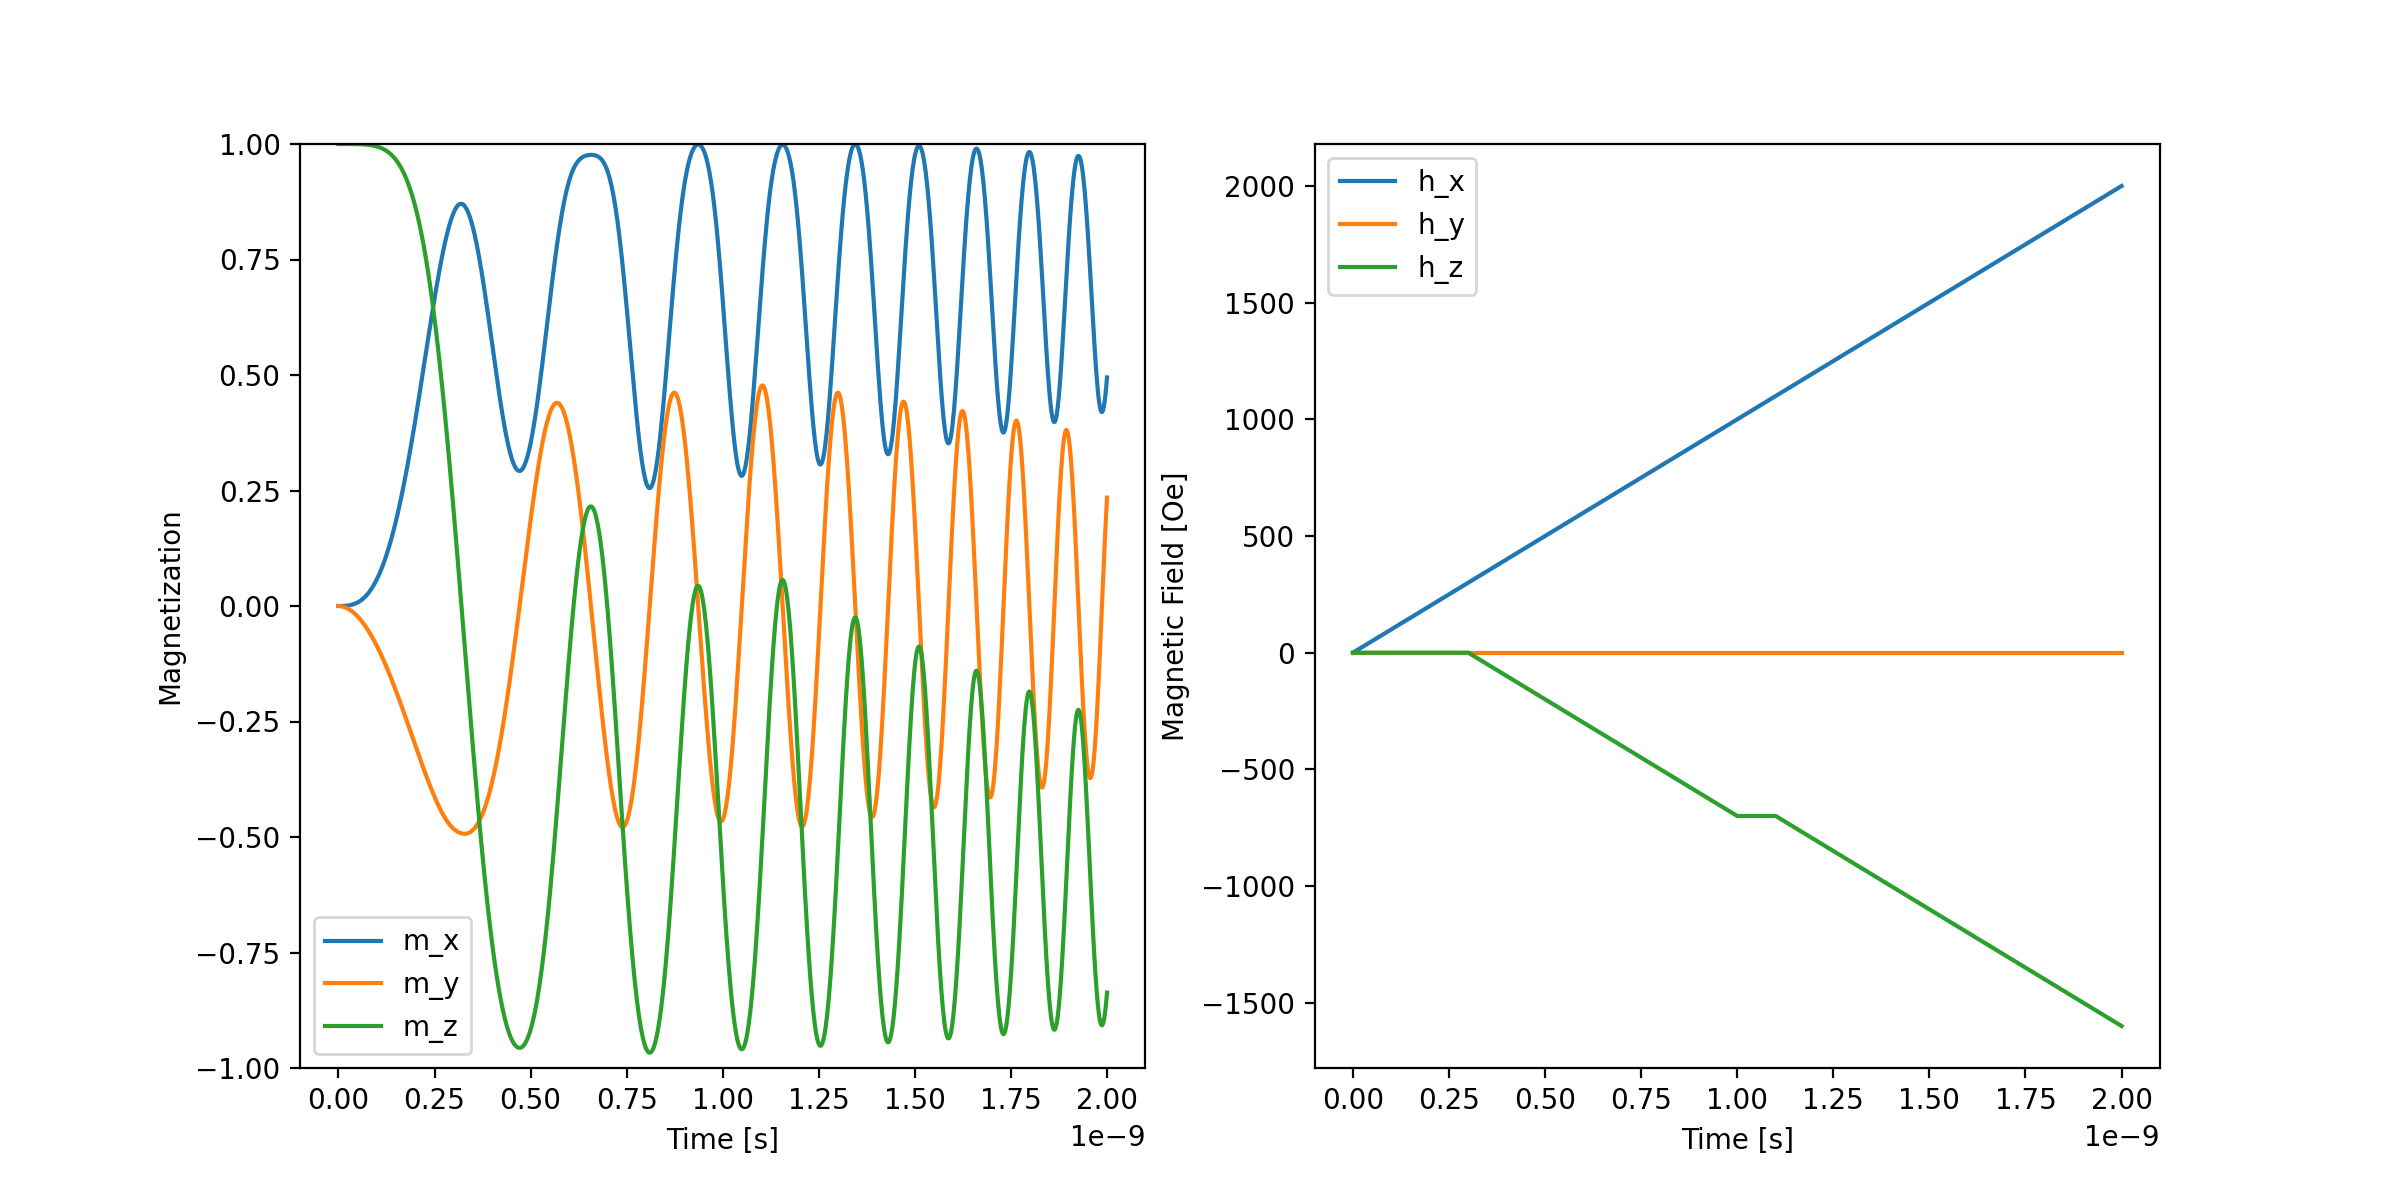 Magnetization
1.00
0.75
0.50
0.25
0.00
−0.25
−0.50
−0.75
−1.00
m_x
m_y
m_z
0.00 0.25 0.50 0.75 1.00 1.25 1.50 1.75 2.00
Time [s]
1e−9
Magnetic Field [Oe]
2000
1500
1000
500
0
−500
−1000
−1500
h_x
h_y
h_z
0.00 0.25 0.50 0.75 1.00 1.25 1.50 1.75 2.00
Time [s]
1e−9